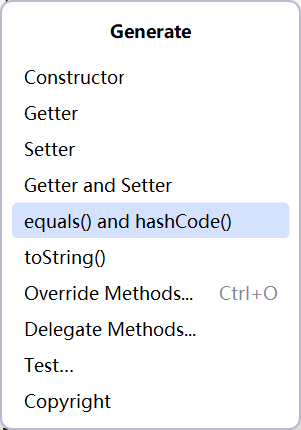 Generate
Constructor
Getter
Setter
Getter and Setter
equals() and hashCode()
toString()
Override Methods... Ctrl+O
Delegate Methods...
Test...
Copyright